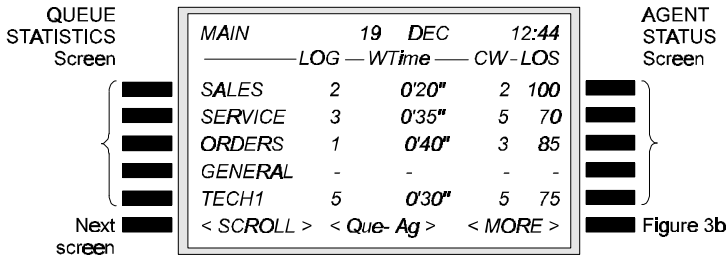 QUEUE
STATISTICS
Screen
AGENT
STATUS
Screen
MAIN 19 DEC 12:44
LOG WTime CW - LOS
SALES 2 0'20" 2 100
SERVICE 3 0'35" 5 70
ORDERS 1 0'40" 3 85
GENERAL - - - -
TECH1 5 0'30" 5 75
< SCROLL > < Que- Ag > < MORE >
Next
screen
Figure 3b